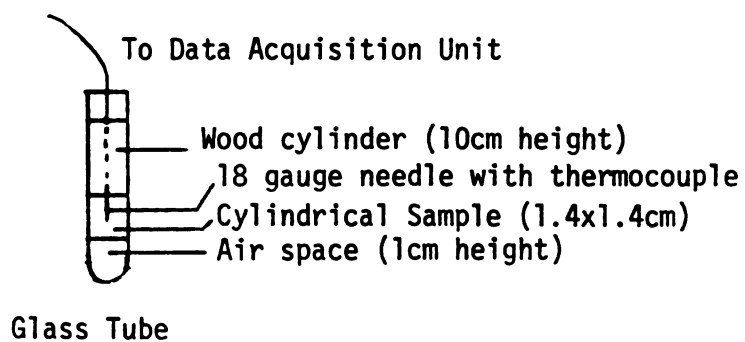 To Data Acquisition Unit
Wood cylinder (10cm height)
18 gauge needle with thermocouple
Cylindrical Sample (1.4x1.4cm)
Air space (1cm height)
Glass Tube